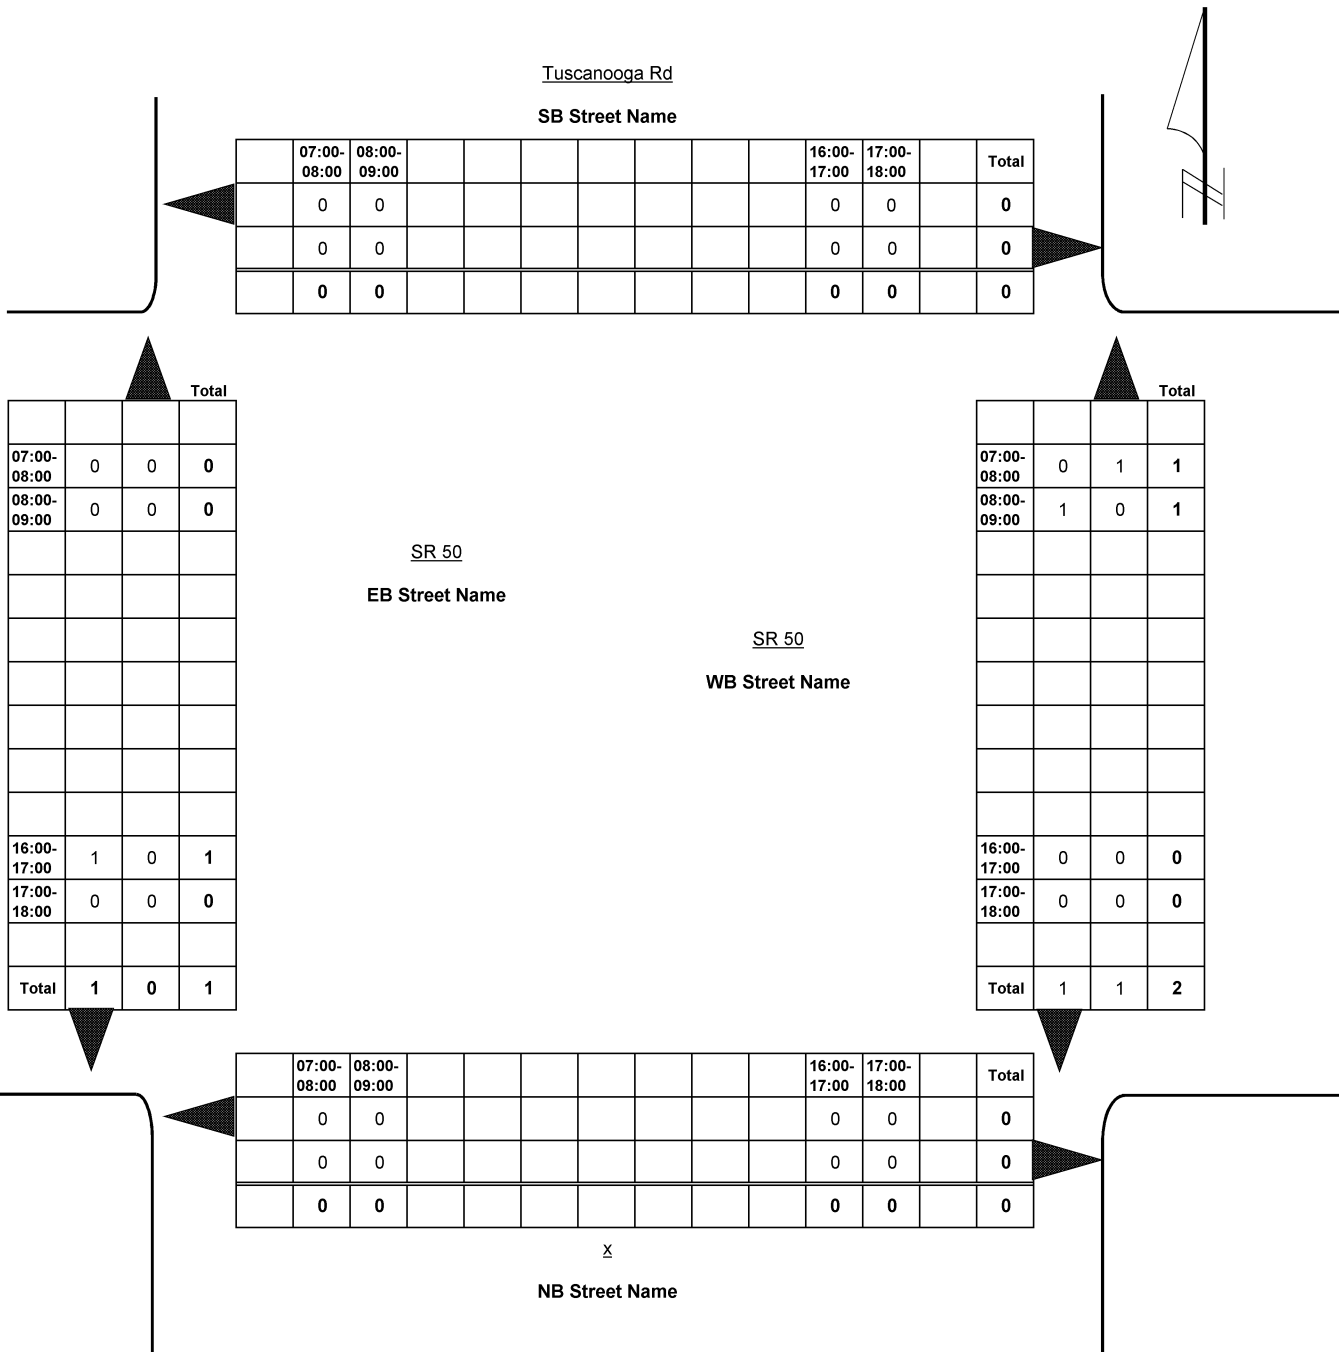 Tuscanooga Rd
SB Street Name
07:00-08:00 08:00-09:00 16:00-17:00 17:00-18:00 Total
0 0 0 0 0
0 0 0 0 0
0 0 0 0 0
Total
07:00-08:00 0 0 0
08:00-09:00 0 0 0
16:00-17:00 1 0 1
17:00-18:00 0 0 0
Total 1 0 1
SR 50
EB Street Name
SR 50
WB Street Name
Total
07:00-08:00 0 1 1
08:00-09:00 1 0 1
16:00-17:00 0 0 0
17:00-18:00 0 0 0
Total 1 1 2
07:00-08:00 08:00-09:00 16:00-17:00 17:00-18:00 Total
0 0 0 0 0
0 0 0 0 0
0 0 0 0 0
x
NB Street Name